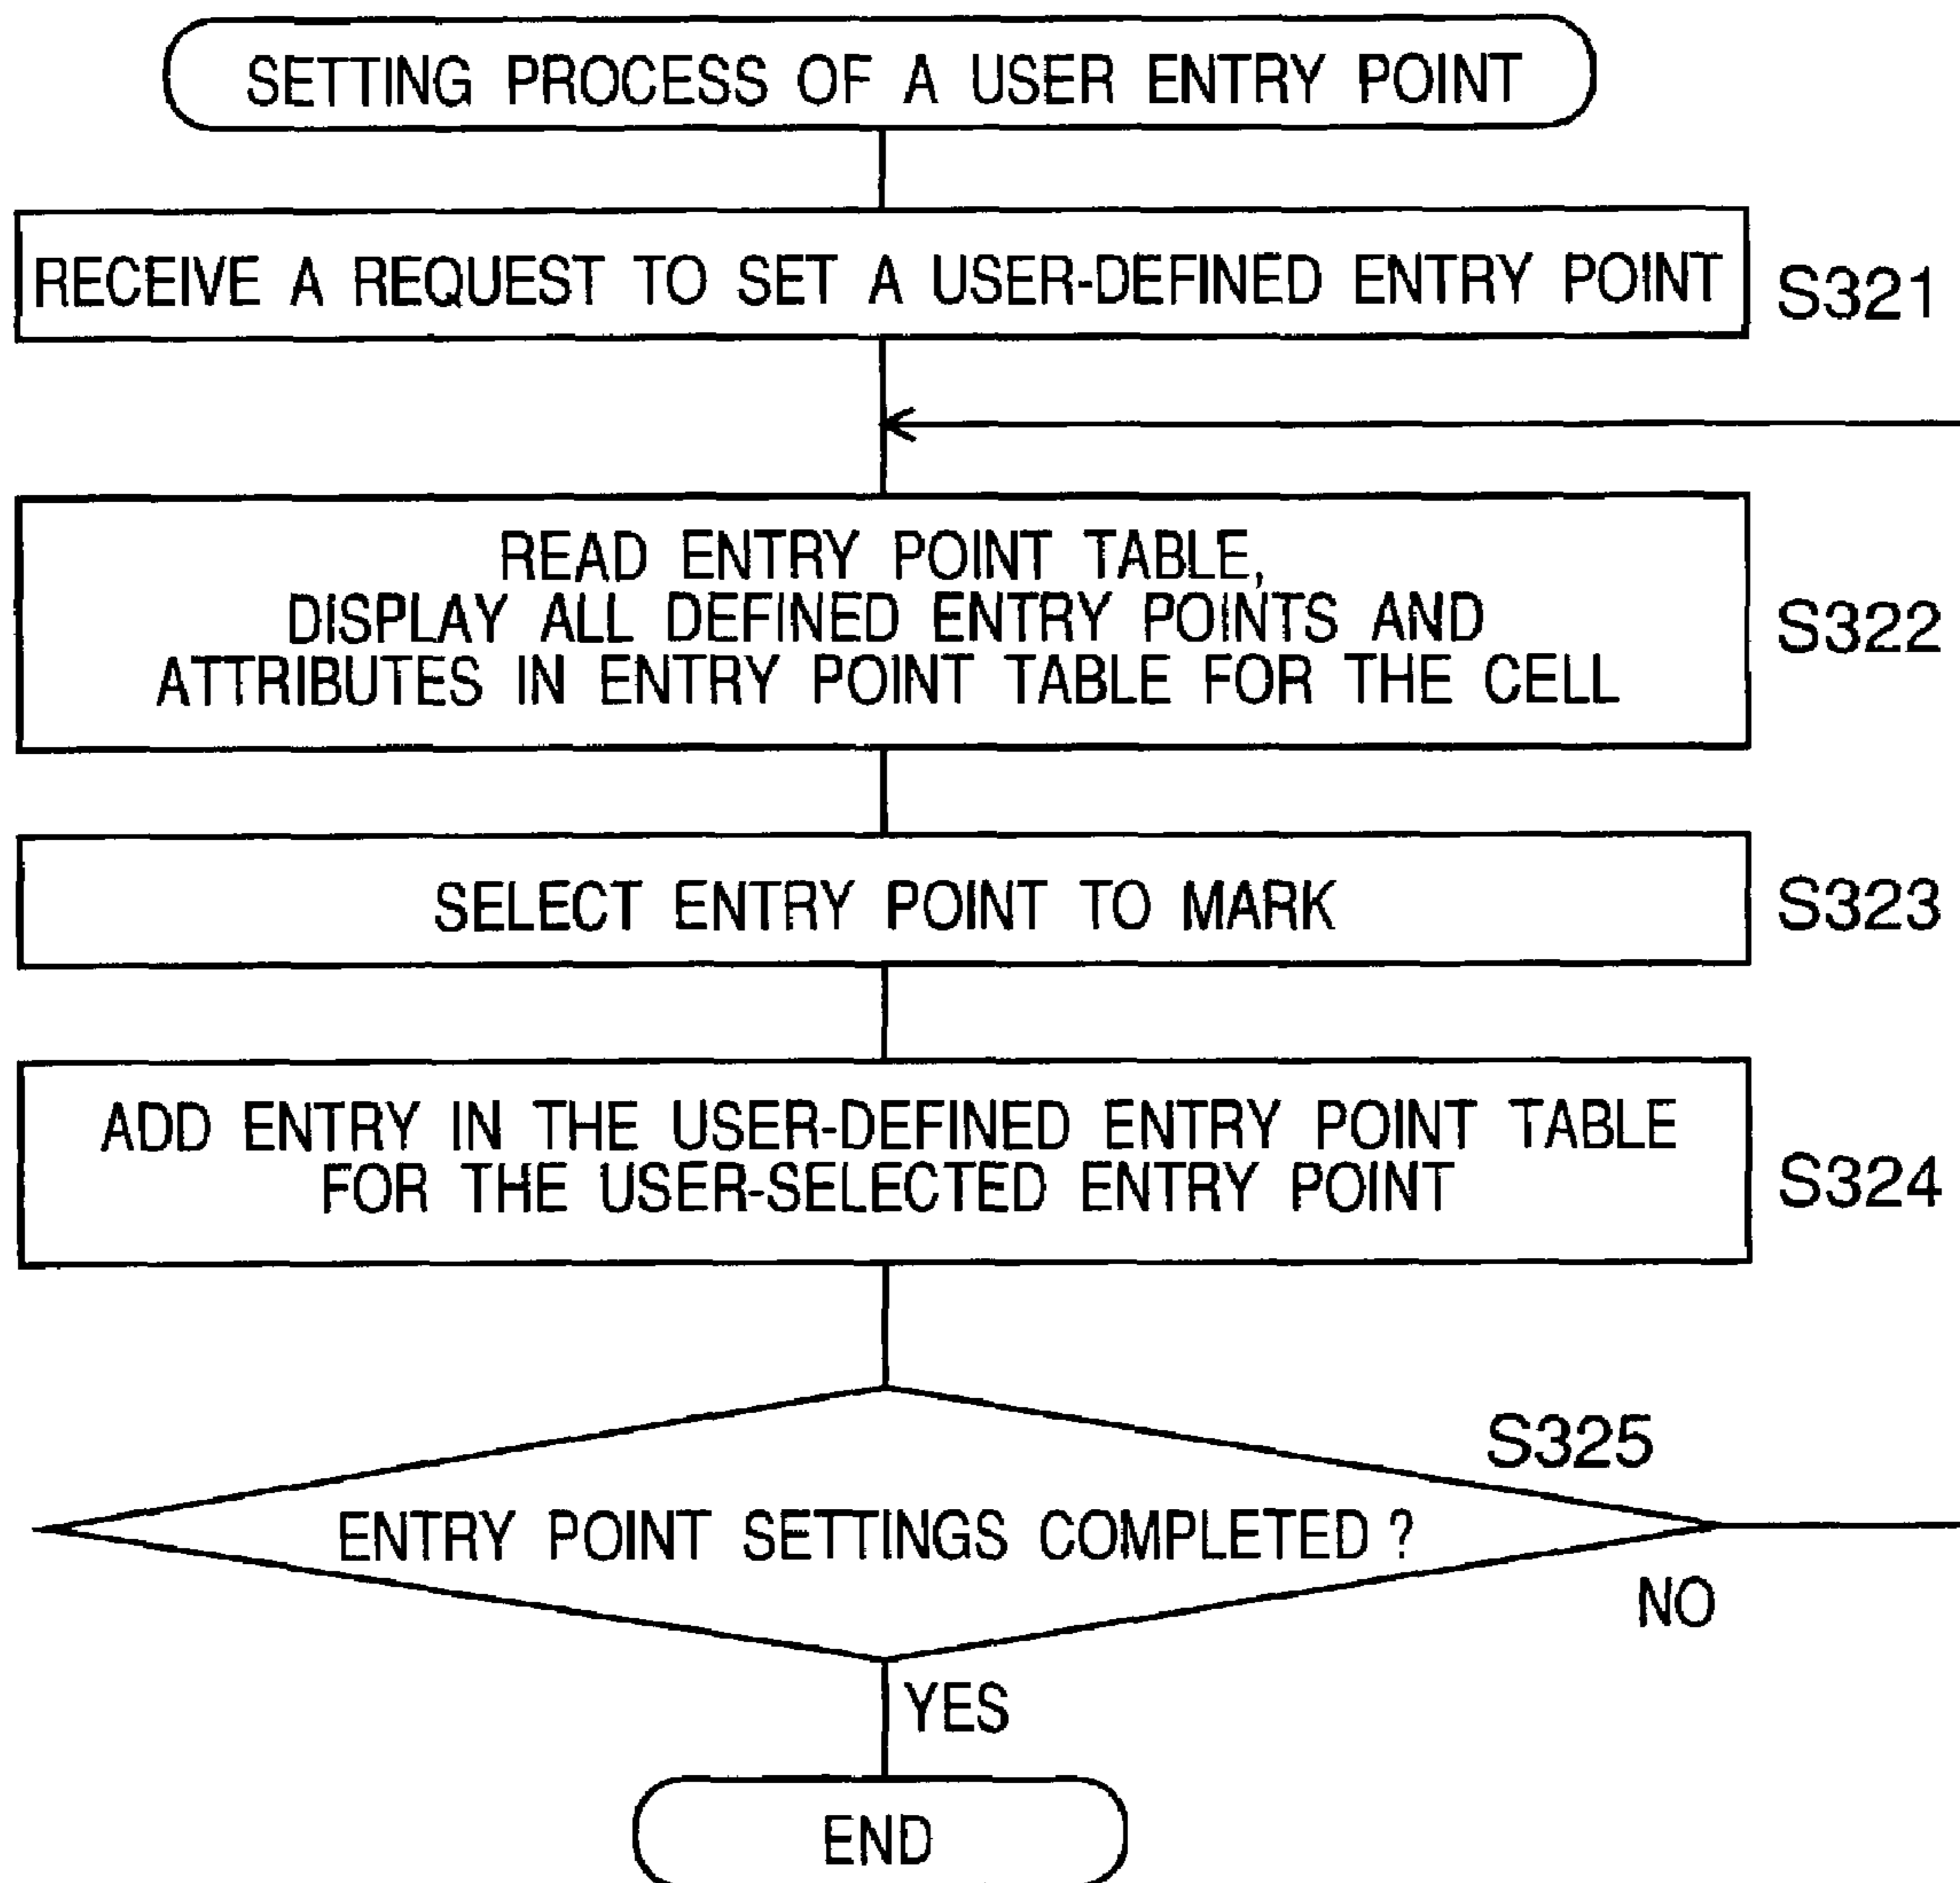 SETTING PROCESS OF A USER ENTRY POINT
RECEIVE A REQUEST TO SET A USER-DEFINED ENTRY POINT
S321
READ ENTRY POINT TABLE,
DISPLAY ALL DEFINED ENTRY POINTS AND
ATTRIBUTES IN ENTRY POINT TABLE FOR THE CELL
S322
SELECT ENTRY POINT TO MARK
S323
ADD ENTRY IN THE USER-DEFINED ENTRY POINT TABLE
FOR THE USER-SELECTED ENTRY POINT
S324
S325
ENTRY POINT SETTINGS COMPLETED ?
NO
YES
END